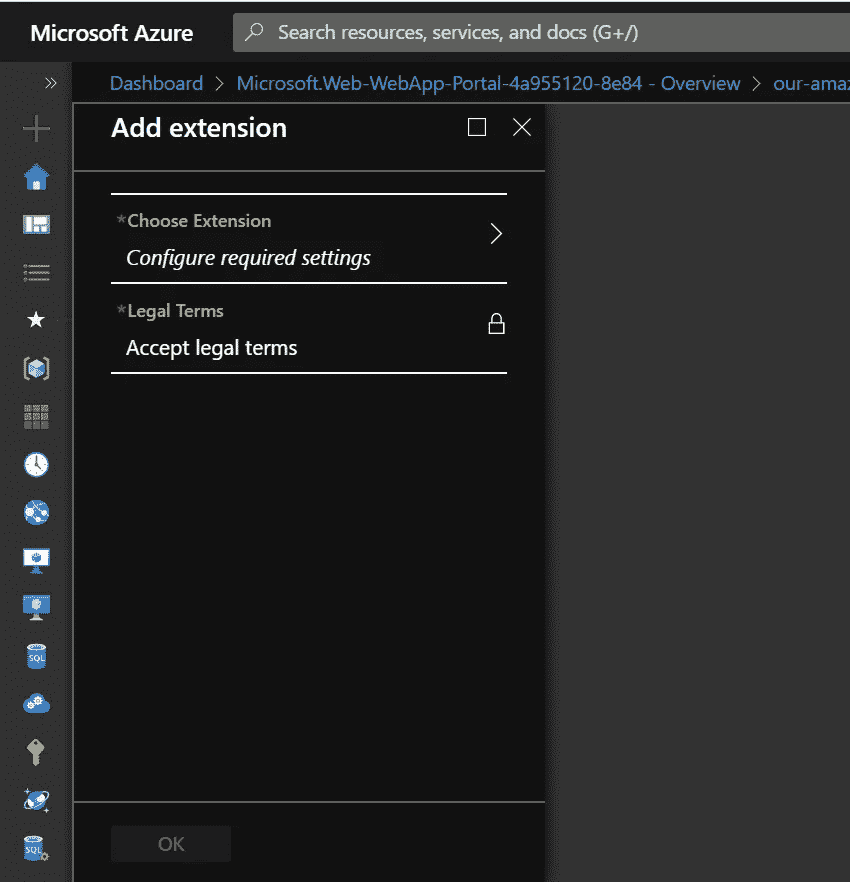 Microsoft Azure
Search resources, services, and docs (G+/)
Dashboard > Microsoft.Web-WebApp-Portal-4a955120-8e84 - Overview > our-ama
Add extension
*Choose Extension
Configure required settings
*Legal Terms
Accept legal terms
SQL
SQL
OK